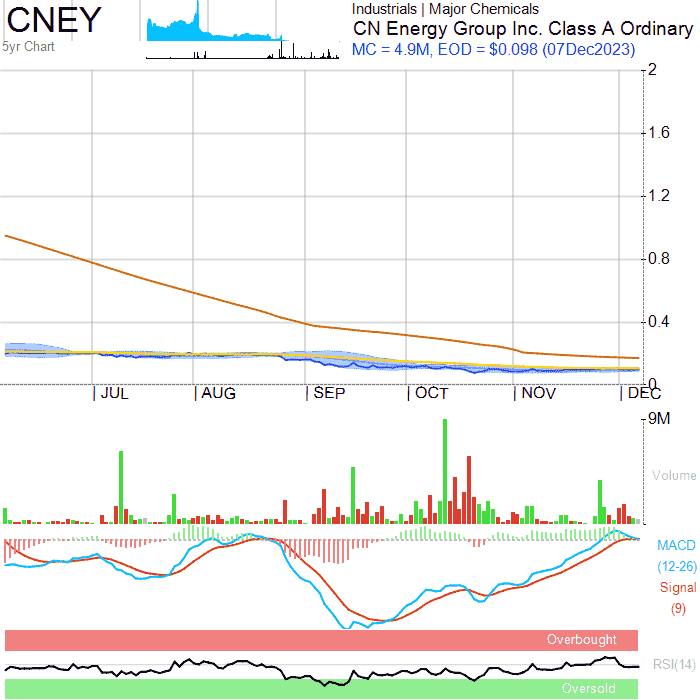 CNEY
5yr Chart
Industrials | Major Chemicals
CN Energy Group Inc. Class A Ordinary
MC = 4.9M, EOD = $0.098 (07Dec2023)
2
1.6
1.2
0.8
0.4
0
JUL AUG SEP OCT NOV DEC
9M
Volume
MACD
(12-26)
Signal
(9)
Overbought
RSI(14)
Oversold